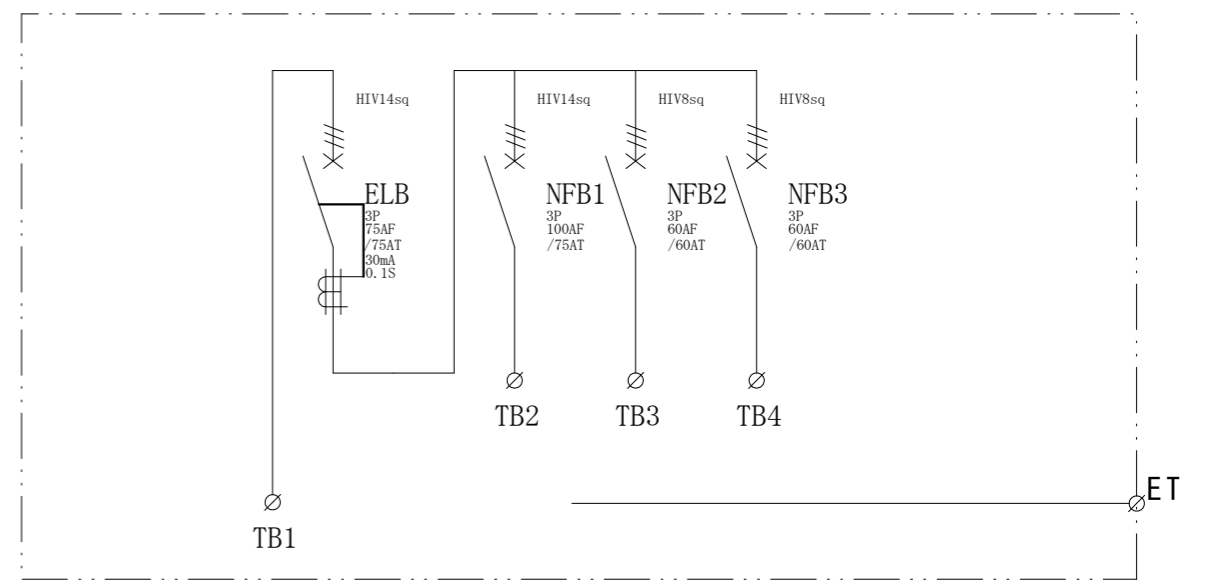 HIV14sq
HIV14sq
HIV8sq
HIV8sq
ELB
3P
75AF
/75AT
30mA
0.1S
NFB1
3P
100AF
/75AT
NFB2
3P
60AF
/60AT
NFB3
3P
60AF
/60AT
TB2
TB3
TB4
TB1
ET